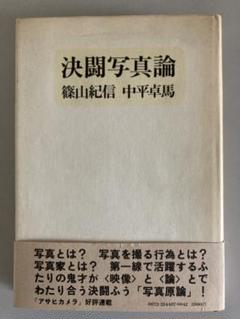 決闘写真論
篠山紀信 中平卓馬
写真とは？ 写真を撮る行為とは？
写真家とは？ 第一線で活躍するふ
たりの鬼才が〈映像〉と〈論〉とで
わたり合う決闘ふう「写真原論」！
「アサヒカメラ」好評連載